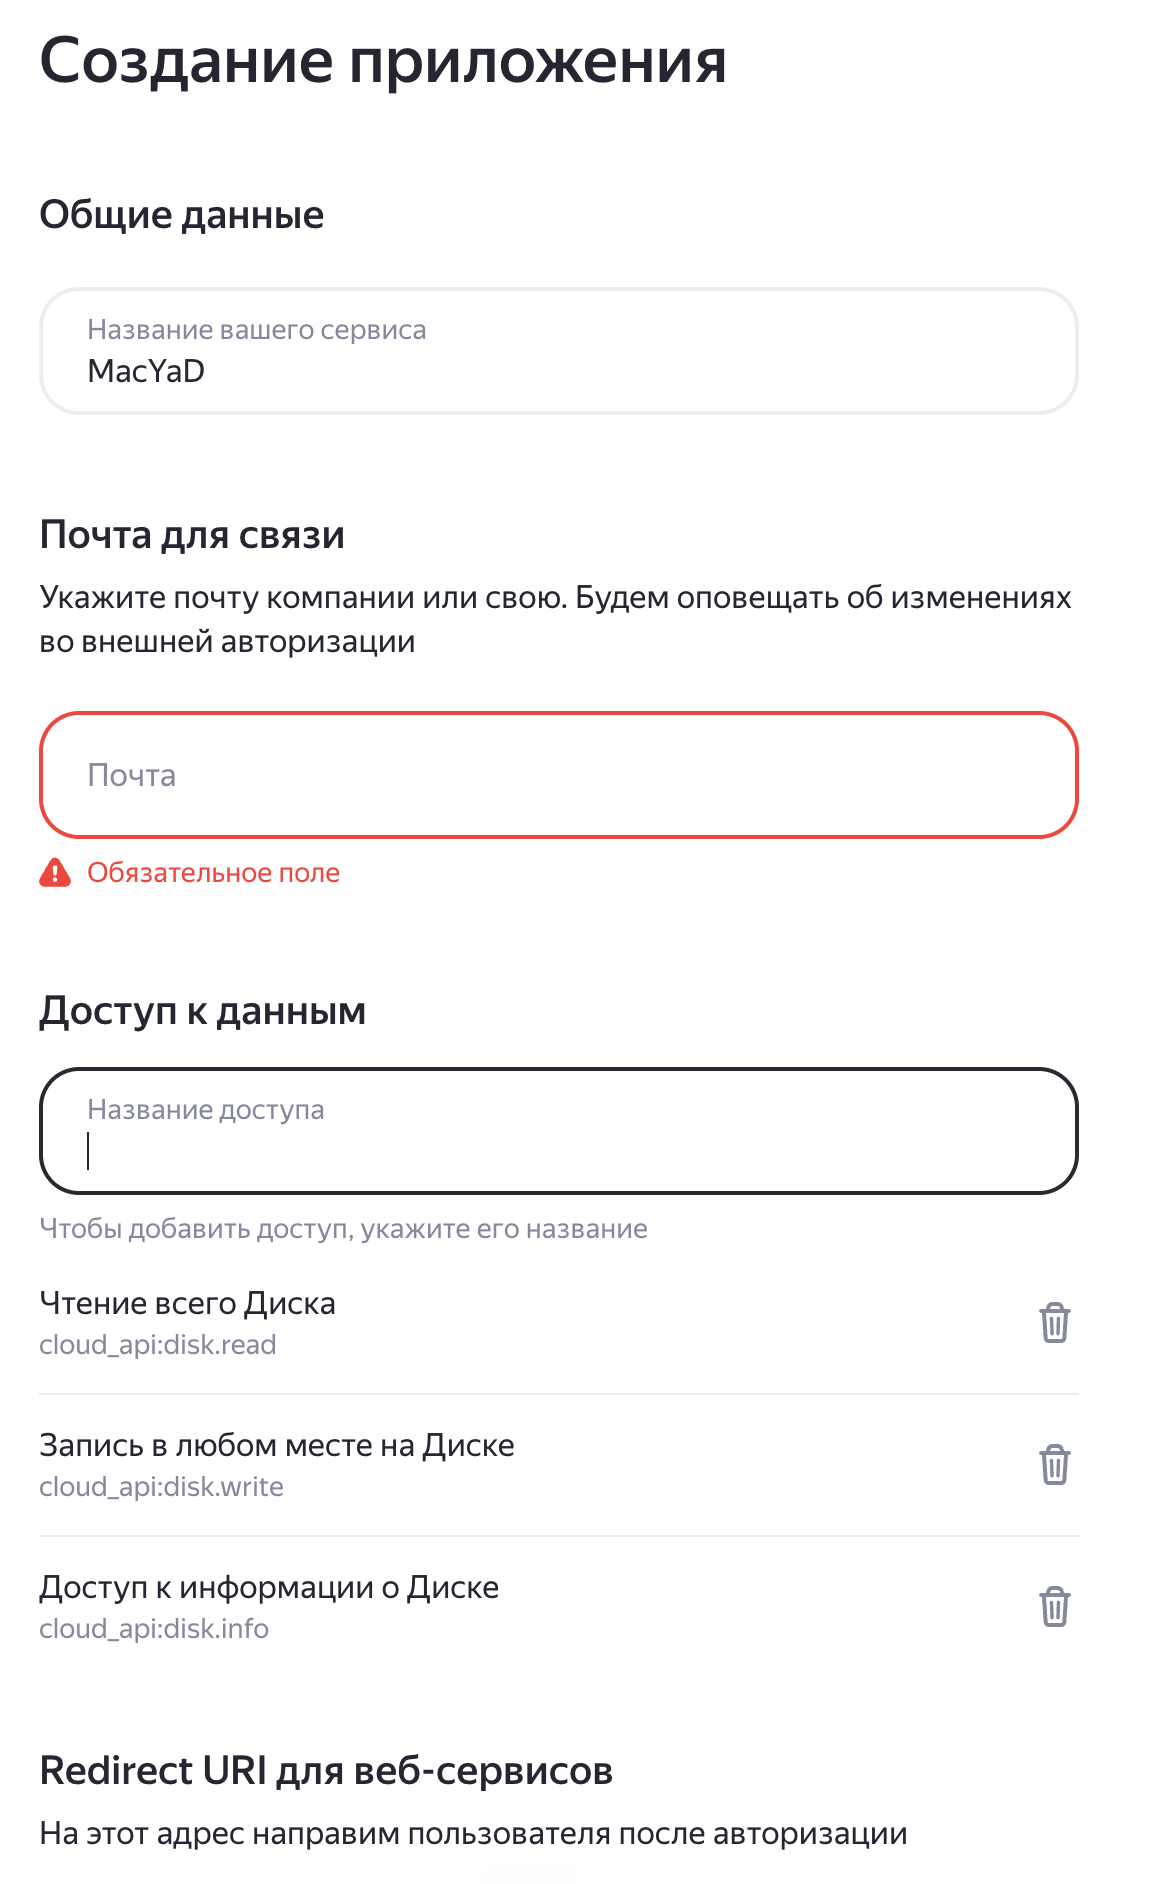 Создание приложения
Общие данные
Название вашего сервиса
MacYaD
Почта для связи
Укажите почту компании или свою. Будем оповещать об изменениях
во внешней авторизации
Почта
Обязательное поле
Доступ к данным
Название доступа
Чтобы добавить доступ, укажите его название
Чтение всего Диска
cloud_api:disk.read
Запись в любом месте на Диске
cloud_api:disk.write
Доступ к информации о Диске
cloud_api:disk.info
Redirect URI для веб-сервисов
На этот адрес направим пользователя после авторизации